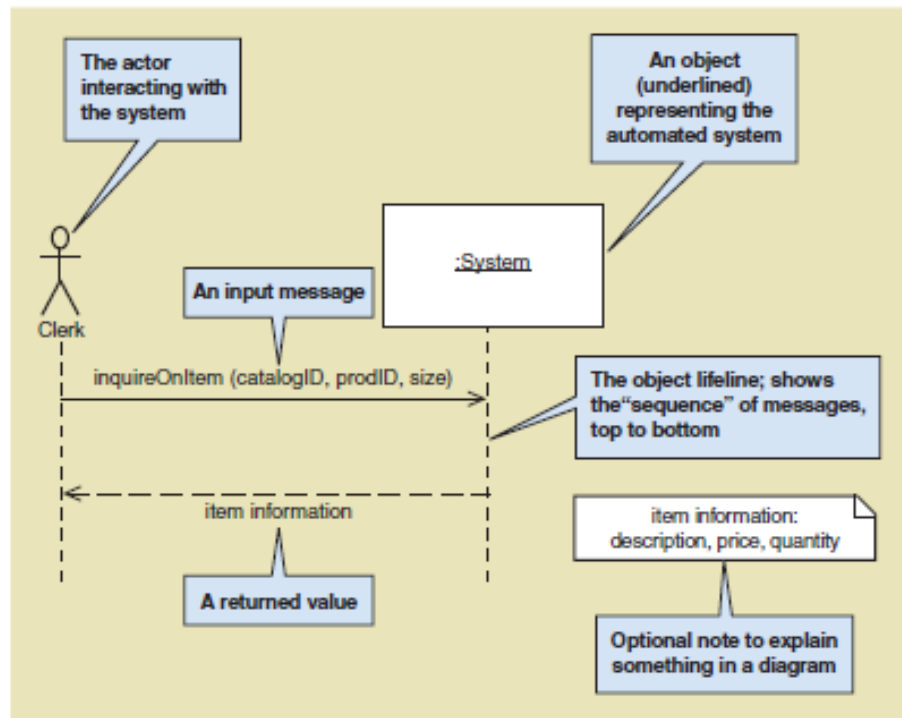 The actor
interacting with
the system
An object
(underlined)
representing the
automated system
:System
An input message
Clerk
inquireOnItem (catalogID, prodID, size)
The object lifeline; shows
the“sequence” of messages,
top to bottom
item information
item information:
description, price, quantity
A returned value
Optional note to explain
something in a diagram